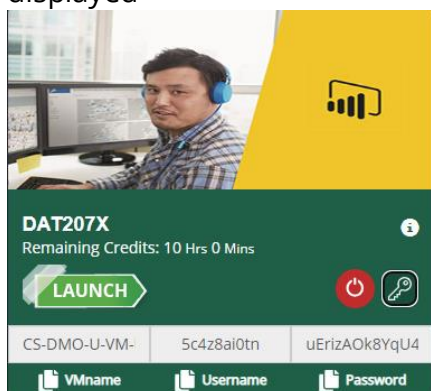 displayed
DAT207X
Remaining Credits: 10 Hrs 0 Mins
LAUNCH
CS-DMO-U-VM- 5c4z8ai0tn uErizAOk8YqU4
VMname Username Password